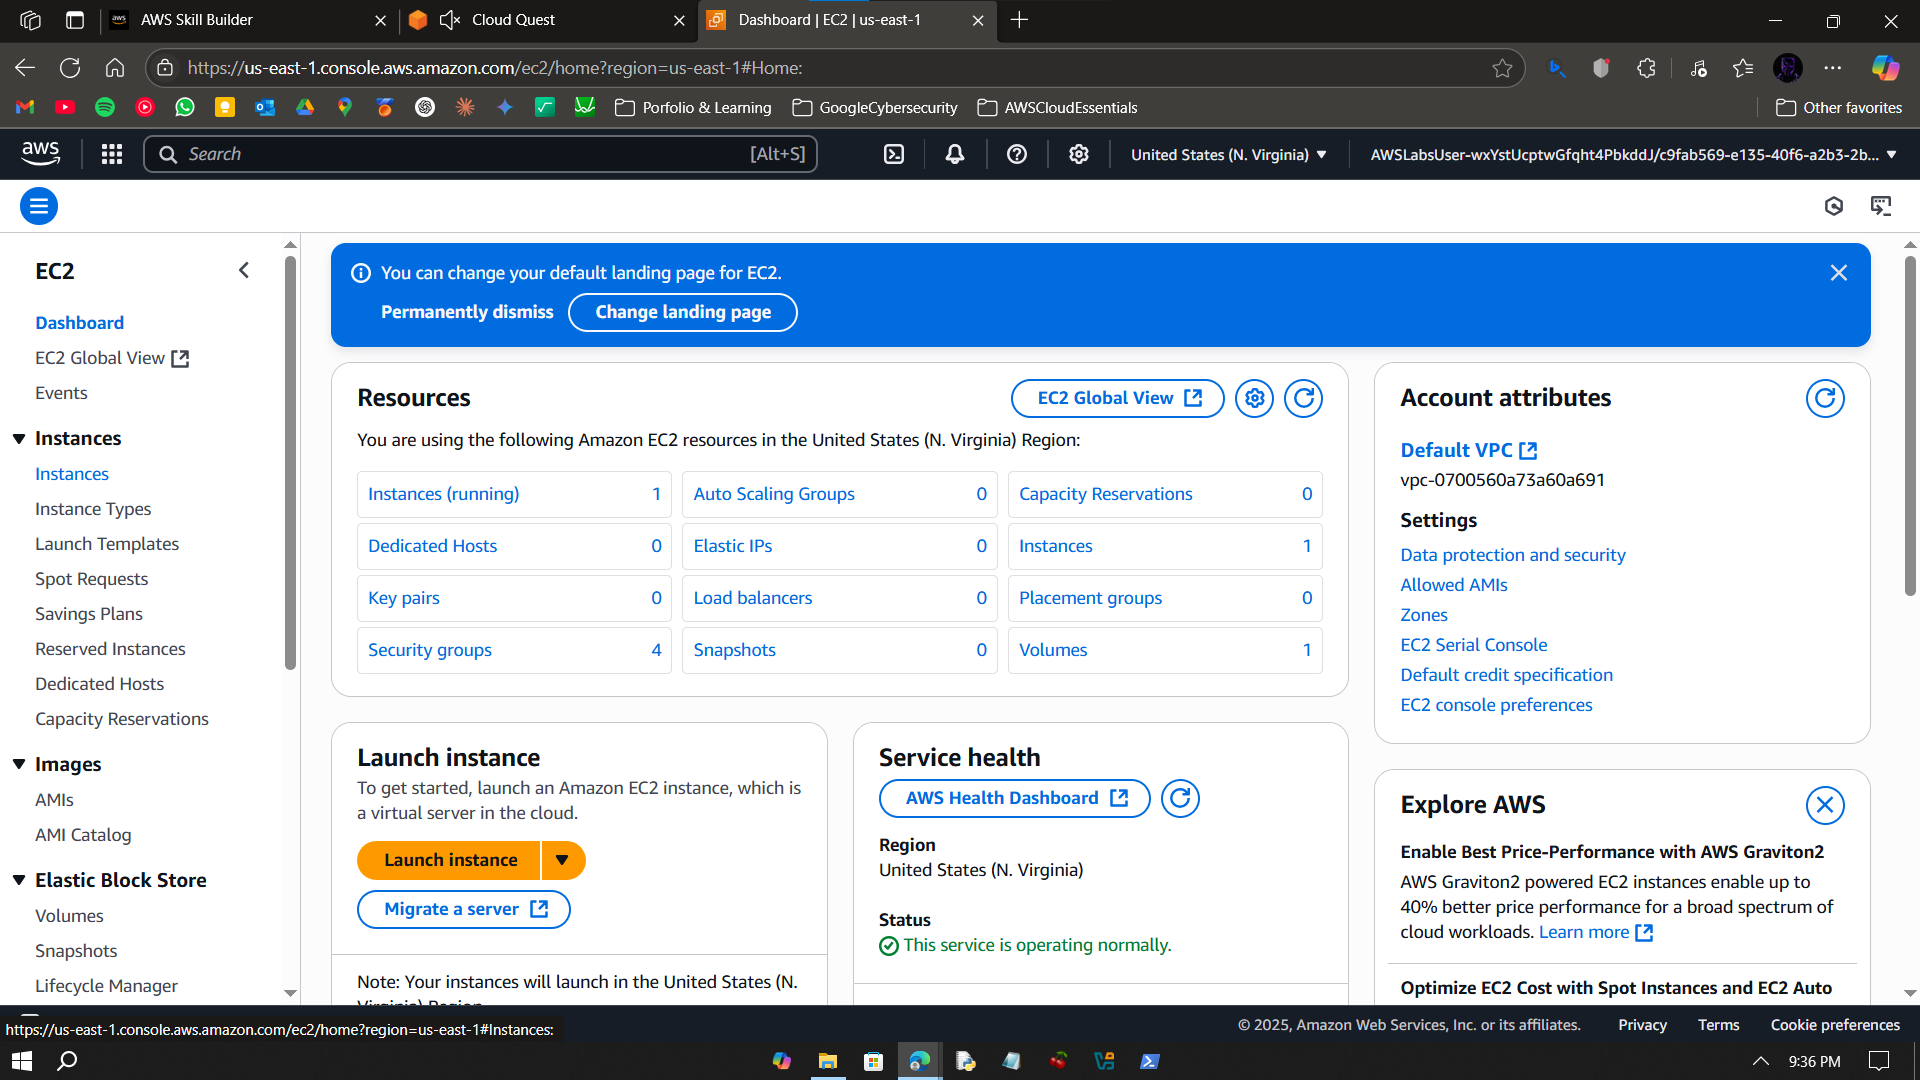 AWS Skill Builder
Cloud Quest
Dashboard | EC2 | us-east-1
https://us-east-1.console.aws.amazon.com/ec2/home?region=us-east-1#Home:
Porfolio & Learning
GoogleCybersecurity
AWSCloudEssentials
Other favorites
aws
Search
[Alt+S]
United States (N. Virginia)
AWSLabsUser-wxYstUcptwGfqht4PbkddJ/c9fab569-e135-40f6-a2b3-2b...
EC2
Dashboard
EC2 Global View
Events
Instances
Instances
Instance Types
Launch Templates
Spot Requests
Savings Plans
Reserved Instances
Dedicated Hosts
Capacity Reservations
Images
AMIs
AMI Catalog
Elastic Block Store
Volumes
Snapshots
Lifecycle Manager
You can change your default landing page for EC2.
Permanently dismiss
Change landing page
Resources
EC2 Global View
You are using the following Amazon EC2 resources in the United States (N. Virginia) Region:
Instances (running) 1
Auto Scaling Groups 0
Capacity Reservations 0
Dedicated Hosts 0
Elastic IPs 0
Instances 1
Key pairs 0
Load balancers 0
Placement groups 0
Security groups 4
Snapshots 0
Volumes 1
Launch instance
To get started, launch an Amazon EC2 instance, which is
a virtual server in the cloud.
Launch instance
Migrate a server
Note: Your instances will launch in the United States (N.
Virginia) Region
Service health
AWS Health Dashboard
Region
United States (N. Virginia)
Status
This service is operating normally.
Account attributes
Default VPC
vpc-0700560a73a60a691
Settings
Data protection and security
Allowed AMIs
Zones
EC2 Serial Console
Default credit specification
EC2 console preferences
Explore AWS
Enable Best Price-Performance with AWS Graviton2
AWS Graviton2 powered EC2 instances enable up to
40% better price performance for a broad spectrum of
cloud workloads. Learn more
Optimize EC2 Cost with Spot Instances and EC2 Auto
https://us-east-1.console.aws.amazon.com/ec2/home?region=us-east-1#Instances:
© 2025, Amazon Web Services, Inc. or its affiliates.
Privacy
Terms
Cookie preferences
9:36 PM